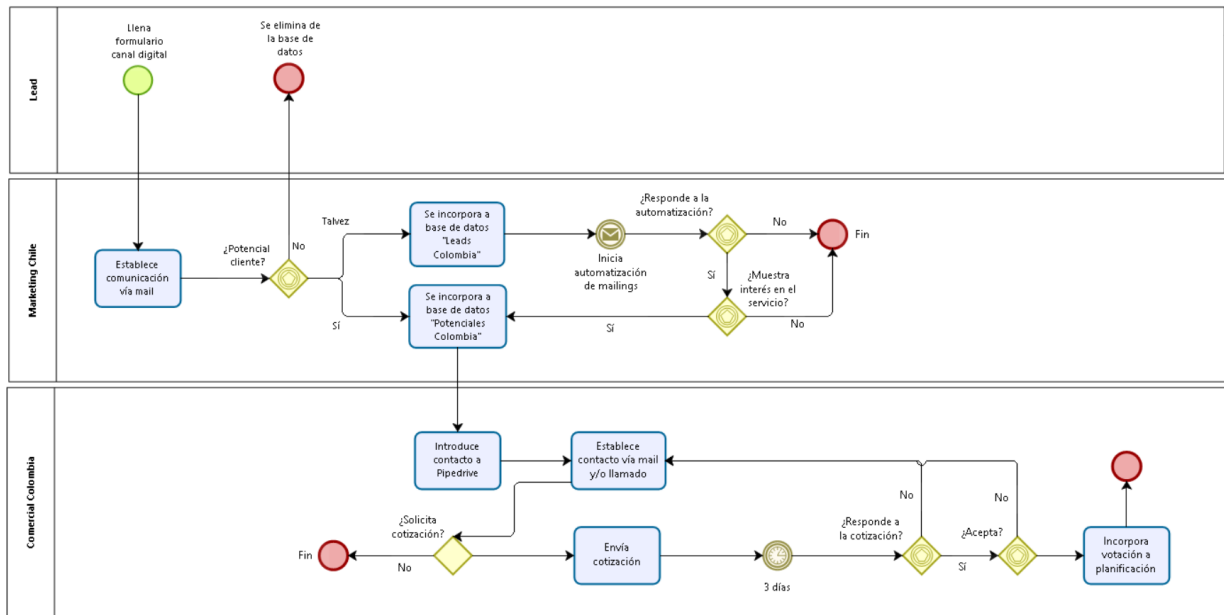 Lead
Llena
formulario
canal digital
Se elimina de
la base de
datos
Marketing Chile
Establece
comunicación
vía mail
¿Potencial
cliente?
No
Talvez
Sí
Se incorpora a
base de datos
"Leads
Colombia"
Inicia
automatización
de mailings
¿Responde a la
automatización?
No
Fin
Sí
¿Muestra
interés en el
servicio?
No
Sí
Se incorpora a
base de datos
"Potenciales
Colombia"
Comercial Colombia
Introduce
contacto a
Pipedrive
Establece
contacto vía mail
y/o llamado
¿Solicita
cotización?
No
Fin
Envía
cotización
3 días
¿Responde a
la cotización?
No
Sí
¿Acepta?
No
Incorpora
votación a
planificación